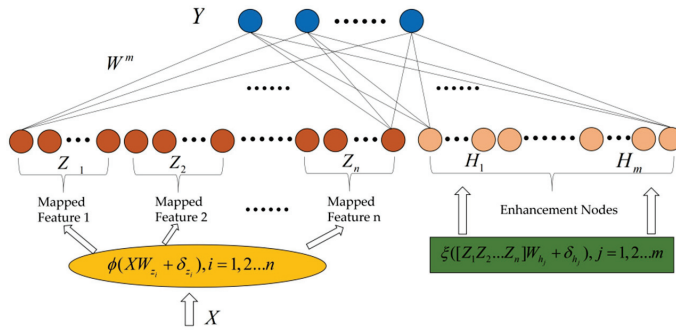 Y
W^m
Z_1 Z_2 Z_n H_1 H_m
Mapped Feature 1
Mapped Feature 2
Mapped Feature n
Enhancement Nodes
ϕ(XW_{z_i} + δ_{z_i}), i = 1, 2...n
ξ([Z_1Z_2...Z_n]W_{h_j} + δ_{h_j}), j = 1, 2...m
X